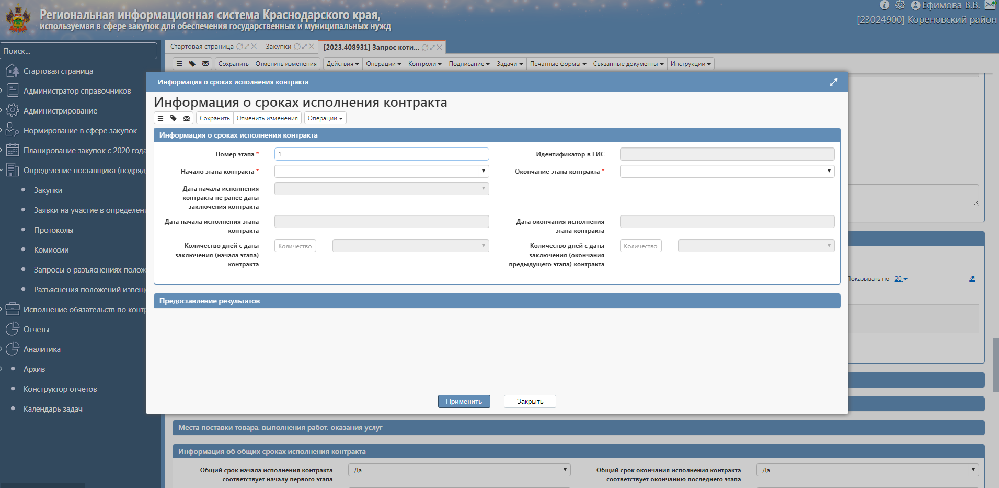 Региональная информационная система Краснодарского края,
используемая в сфере закупок для обеспечения государственных и муниципальных нужд
Ефимова В.В.
3
[23024900] Кореновский район
Поиск...
Стартовая страница
Администратор справочников
Администрирование
Нормирование в сфере закупок
Планирование закупок с 2020 года
Определение поставщика (подряд
Закупки
Заявки на участие в определен
Протоколы
Комиссии
Запросы о разъяснениях полож
Разъяснения положений извещ
Исполнение обязательств по конт
Отчеты
Аналитика
Архив
Конструктор отчетов
Календарь задач
Стартовая страница
Закупки
[2023.408931] Запрос коти...
Сохранить
Отменить изменения
Действия
Операции
Контроли
Подписание
Задачи
Печатные формы
Связанные документы
Инструкции
Информация о сроках исполнения контракта
Информация о сроках исполнения контракта
Сохранить
Отменить изменения
Операции
Информация о сроках исполнения контракта
Номер этапа *
1
Идентификатор в ЕИС
Начало этапа контракта *
Окончание этапа контракта *
Дата начала исполнения
контракта не ранее даты
заключения контракта
Дата начала исполнения этапа
контракта
Дата окончания исполнения
этапа контракта
Количество дней с даты
заключения (начала этапа)
контракта
Количество
Количество дней с даты
заключения (окончания
предыдущего этапа) контракта
Количество
Предоставление результатов
Применить
Закрыть
Показывать по 20
Места поставки товара, выполнения работ, оказания услуг
Информация об общих сроках исполнения контракта
Общий срок начала исполнения контракта
соответствует началу первого этапа
Да
Общий срок окончания исполнения контракта
соответствует окончанию последнего этапа
Да